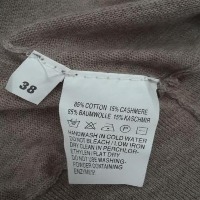 38
85% COTTON 15% CASHMERE
85% BAUMWOLLE 15% KASCHMIR
HANDWASH IN COLD WATER
DO NOT BLEACH / LOW IRON
DRY CLEAN IN PERCHLOR-
ETHYLEN / FLAT DRY
DO NOT USE WASHING-
POWDER CONTAINING
ENZYMEN